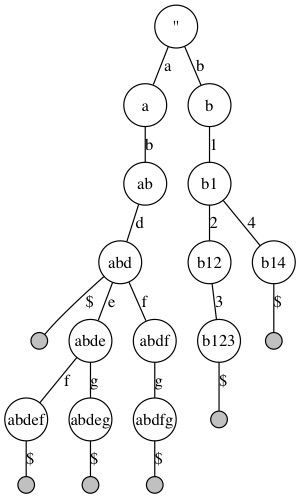 "
a b
a b
b 1
ab b1
d 2 4
abd b12 b14
$ e f 3 $
abde abdf b123
f g g $
abdef abdeg abdfg
$ $ $